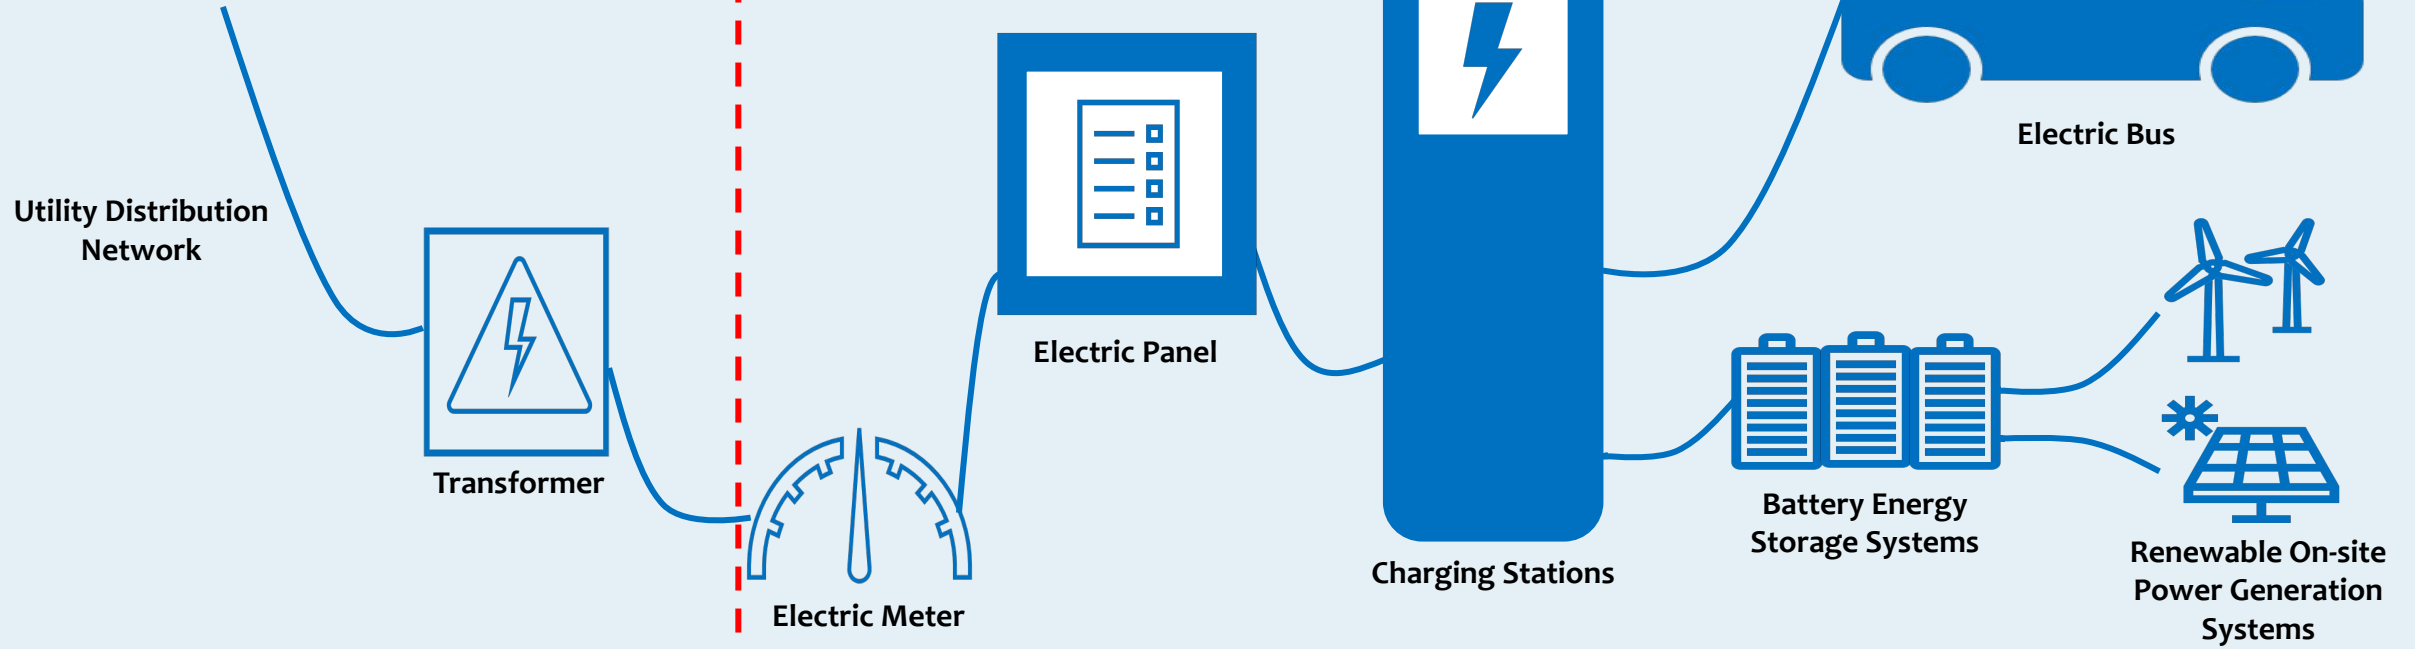 Utility Distribution
Network
Transformer
Electric Meter
Electric Panel
Charging Stations
Electric Bus
Battery Energy
Storage Systems
Renewable On-site
Power Generation
Systems